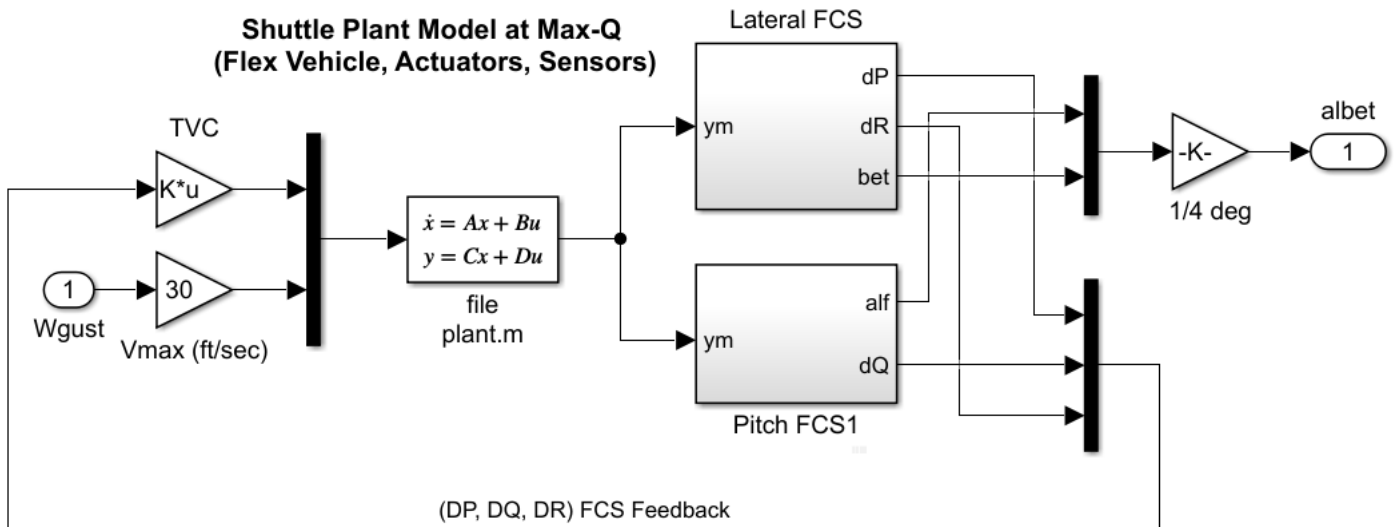 Shuttle Plant Model at Max-Q
(Flex Vehicle, Actuators, Sensors)
Lateral FCS
ym
dP
dR
bet
TVC
K*u
1
Wgust
30
Vmax (ft/sec)
ẋ = Ax + Bu
y = Cx + Du
file
plant.m
ym
alf
dQ
Pitch FCS1
-K-
1/4 deg
albet
1
(DP, DQ, DR) FCS Feedback